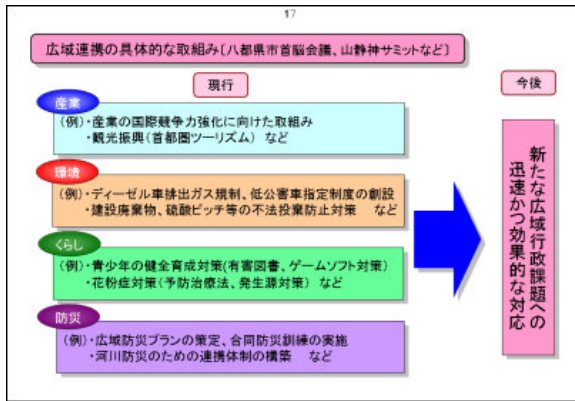 17
広域連携の具体的な取組み〔八都県市首脳会議、山静神サミットなど〕
現行
今後
産業
(例)・産業の国際競争力強化に向けた取組み
・観光振興(首都圏ツーリズム) など
環境
(例)・ディーゼル車排出ガス規制、低公害車指定制度の創設
・建設廃棄物、硫酸ピッチ等の不法投棄防止対策 など
くらし
(例)・青少年の健全育成対策(有害図書、ゲームソフト対策)
・花粉症対策(予防治療法、発生源対策) など
防災
(例)・広域防災プランの策定、合同防災訓練の実施
・河川防災のための連携体制の構築 など
新たな広域行政課題への
迅速かつ効果的な対応